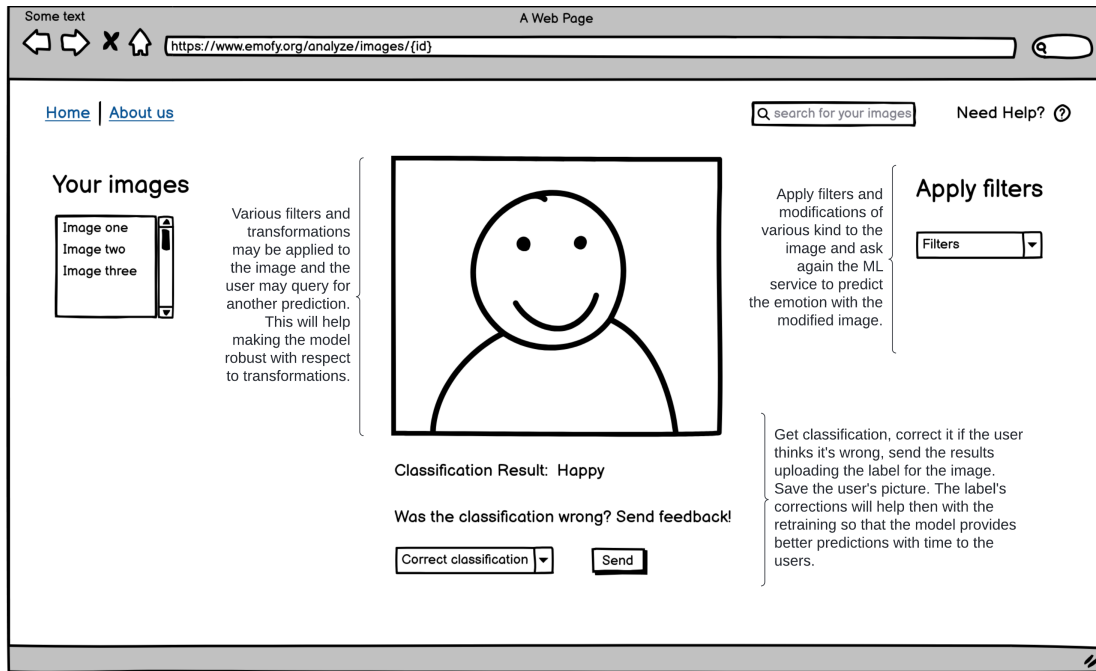 Some text
A Web Page
https://www.emofy.org/analyze/images/{id}
Home
About us
search for your images
Need Help?
Your images
Image one
Image two
Image three
Various filters and
transformations
may be applied to
the image and the
user may query for
another prediction.
This will help
making the model
robust with respect
to transformations.
Apply filters and
modifications of
various kind to the
image and ask
again the ML
service to predict
the emotion with the
modified image.
Apply filters
Filters
Classification Result: Happy
Was the classification wrong? Send feedback!
Correct classification
Send
Get classification, correct it if the user
thinks it's wrong, send the results
uploading the label for the image.
Save the user's picture. The label's
corrections will help then with the
retraining so that the model provides
better predictions with time to the
users.